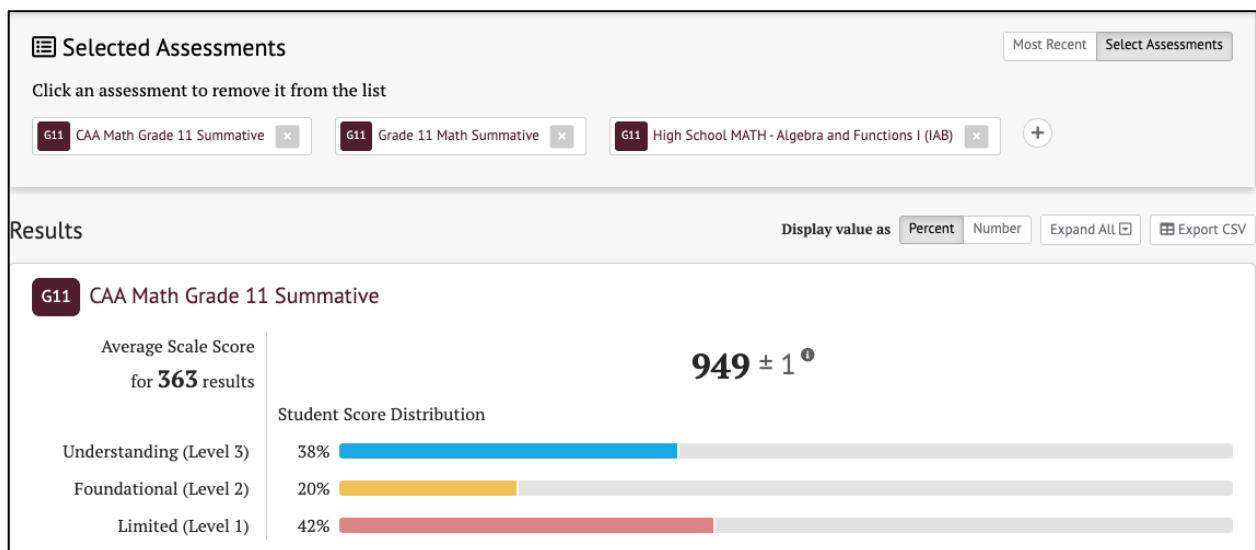 Selected Assessments
Most Recent Select Assessments
Click an assessment to remove it from the list
G11 CAA Math Grade 11 Summative × G11 Grade 11 Math Summative × G11 High School MATH - Algebra and Functions I (IAB) × +
Results
Display value as Percent Number Expand All Export CSV
G11 CAA Math Grade 11 Summative
Average Scale Score
for 363 results
949 ± 1
Student Score Distribution
Understanding (Level 3) 38%
Foundational (Level 2) 20%
Limited (Level 1) 42%